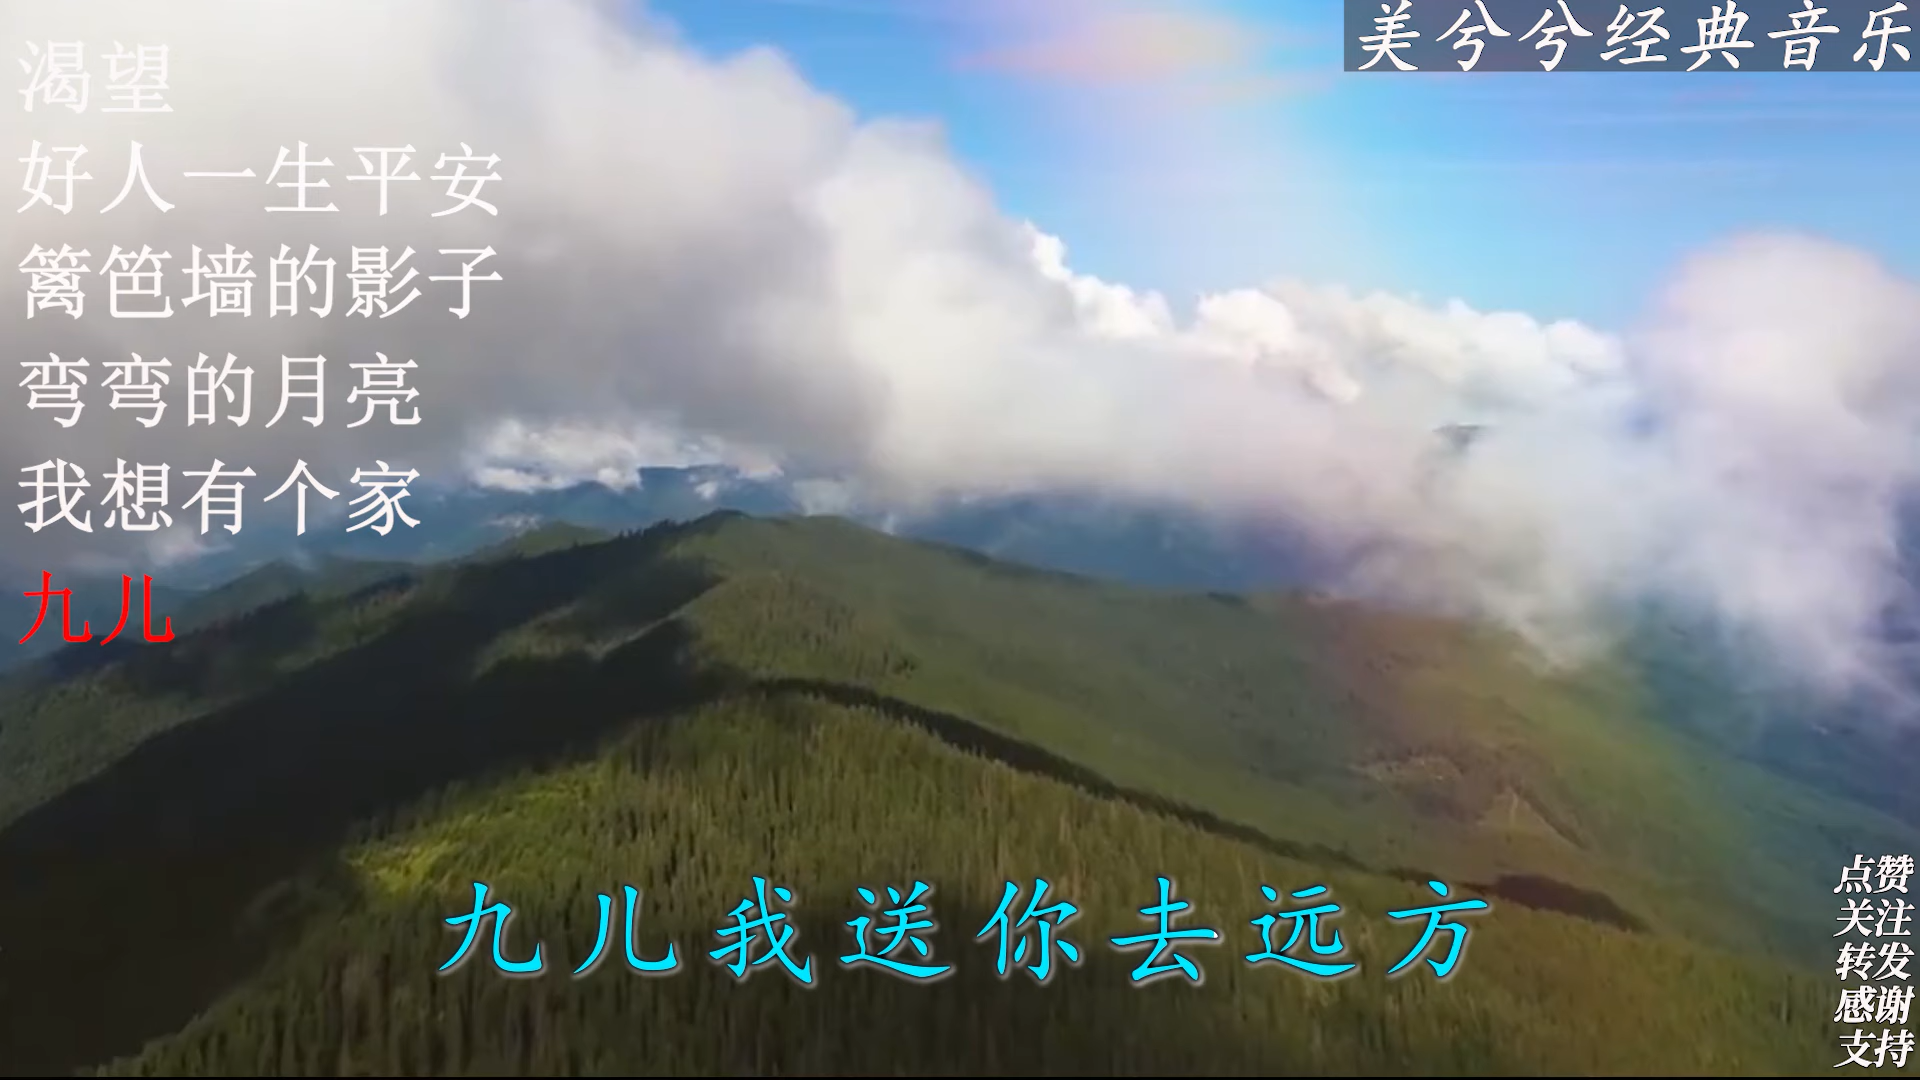 美兮兮经典音乐
渴望
好人一生平安
篱笆墙的影子
弯弯的月亮
我想有个家
九儿
九儿我送你去远方
点赞
关注
转发
感谢
支持